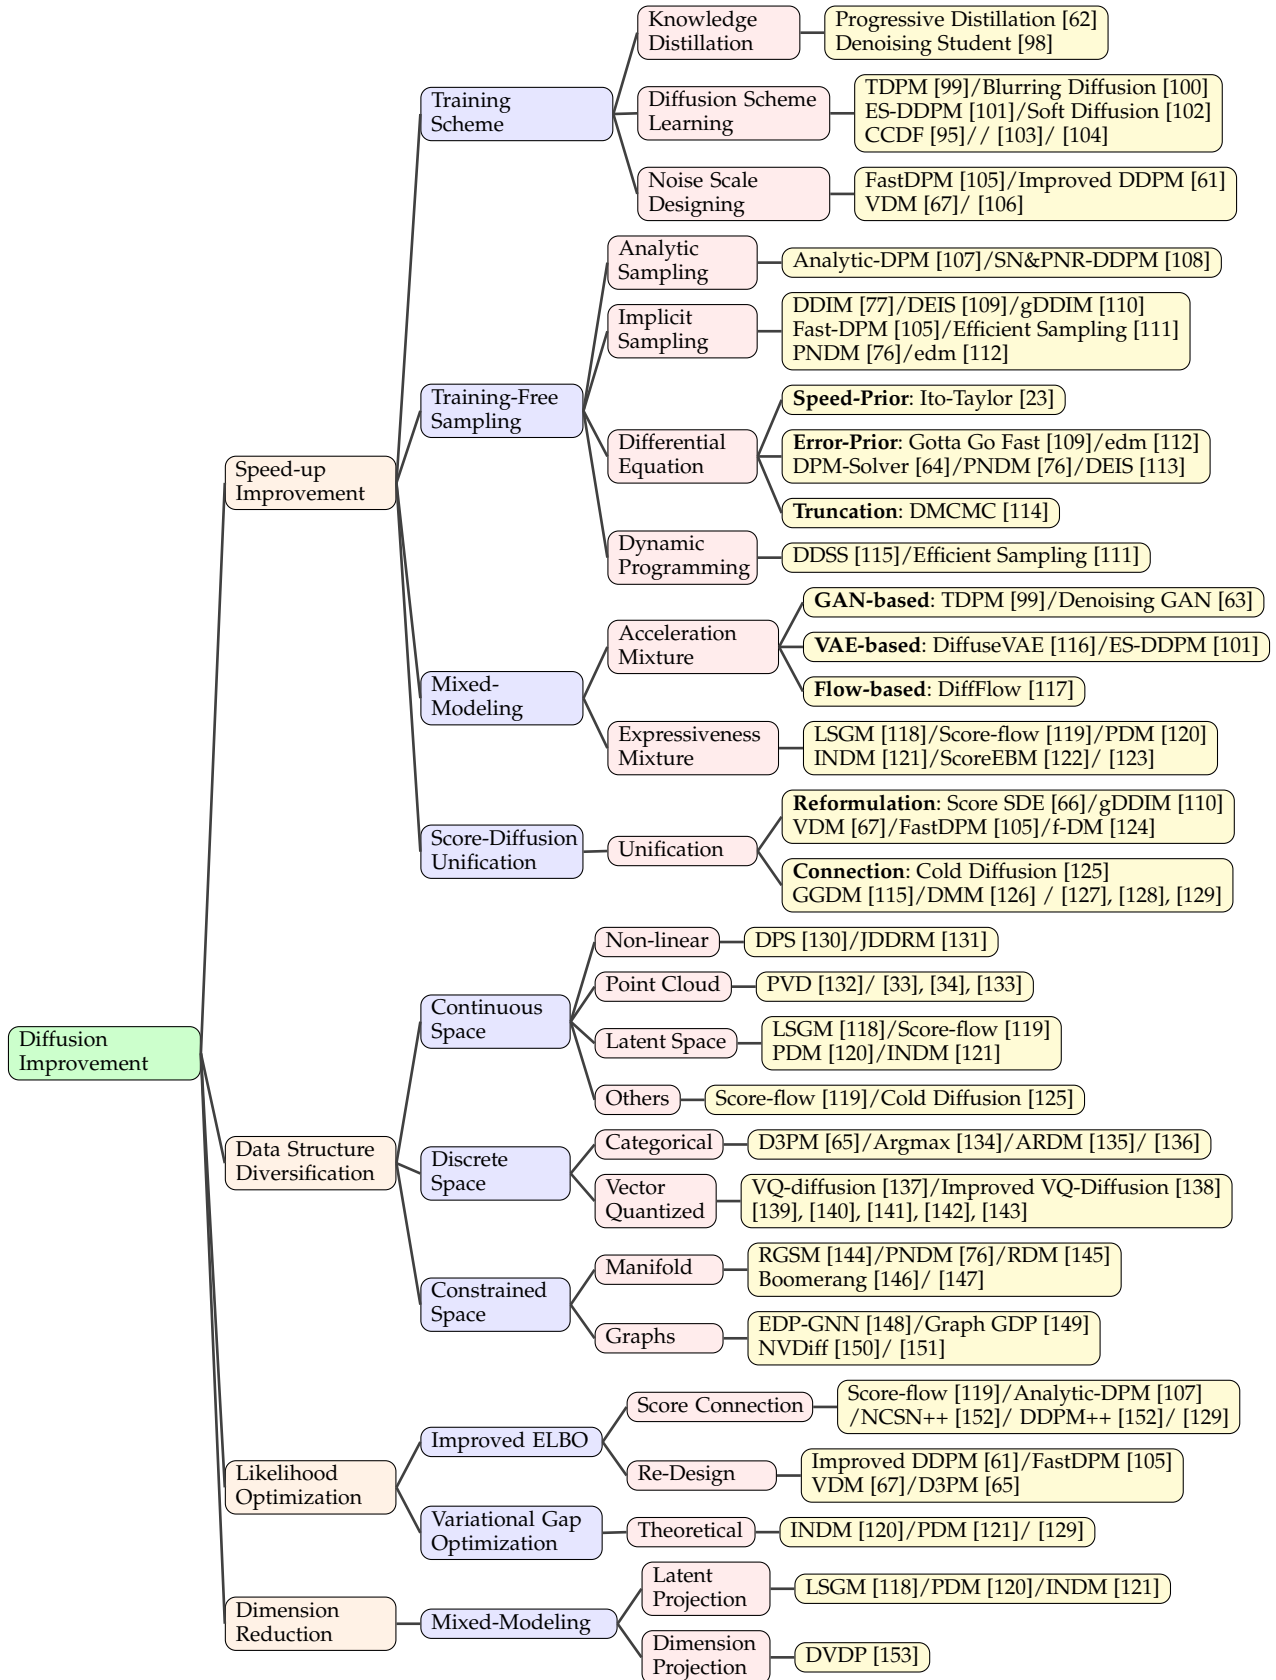 Knowledge
Distillation
Progressive Distillation [62]
Denoising Student [98]
Training
Scheme
Diffusion Scheme
Learning
TDPM [99]/Blurring Diffusion [100]
ES-DDPM [101]/Soft Diffusion [102]
CCDF [95]// [103]/ [104]
Noise Scale
Designing
FastDPM [105]/Improved DDPM [61]
VDM [67]/ [106]
Analytic
Sampling
Analytic-DPM [107]/SN&PNR-DDPM [108]
Implicit
Sampling
DDIM [77]/DEIS [109]/gDDIM [110]
Fast-DPM [105]/Efficient Sampling [111]
PNDM [76]/edm [112]
Training-Free
Sampling
Differential
Equation
Speed-Prior: Ito-Taylor [23]
Error-Prior: Gotta Go Fast [109]/edm [112]
DPM-Solver [64]/PNDM [76]/DEIS [113]
Truncation: DMCMC [114]
Speed-up
Improvement
Dynamic
Programming
DDSS [115]/Efficient Sampling [111]
Mixed-
Modeling
Acceleration
Mixture
GAN-based: TDPM [99]/Denoising GAN [63]
VAE-based: DiffuseVAE [116]/ES-DDPM [101]
Flow-based: DiffFlow [117]
Expressiveness
Mixture
LSGM [118]/Score-flow [119]/PDM [120]
INDM [121]/ScoreEBM [122]/ [123]
Score-Diffusion
Unification
Unification
Reformulation: Score SDE [66]/gDDIM [110]
VDM [67]/FastDPM [105]/f-DM [124]
Connection: Cold Diffusion [125]
GGDM [115]/DMM [126] / [127], [128], [129]
Diffusion
Improvement
Data Structure
Diversification
Continuous
Space
Non-linear
DPS [130]/JDDRM [131]
Point Cloud
PVD [132]/ [33], [34], [133]
Latent Space
LSGM [118]/Score-flow [119]
PDM [120]/INDM [121]
Others
Score-flow [119]/Cold Diffusion [125]
Discrete
Space
Categorical
D3PM [65]/Argmax [134]/ARDM [135]/ [136]
Vector
Quantized
VQ-diffusion [137]/Improved VQ-Diffusion [138]
[139], [140], [141], [142], [143]
Constrained
Space
Manifold
RGSM [144]/PNDM [76]/RDM [145]
Boomerang [146]/ [147]
Graphs
EDP-GNN [148]/Graph GDP [149]
NVDiff [150]/ [151]
Likelihood
Optimization
Improved ELBO
Score Connection
Score-flow [119]/Analytic-DPM [107]
/NCSN++ [152]/ DDPM++ [152]/ [129]
Re-Design
Improved DDPM [61]/FastDPM [105]
VDM [67]/D3PM [65]
Variational Gap
Optimization
Theoretical
INDM [120]/PDM [121]/ [129]
Dimension
Reduction
Mixed-Modeling
Latent
Projection
LSGM [118]/PDM [120]/INDM [121]
Dimension
Projection
DVDP [153]